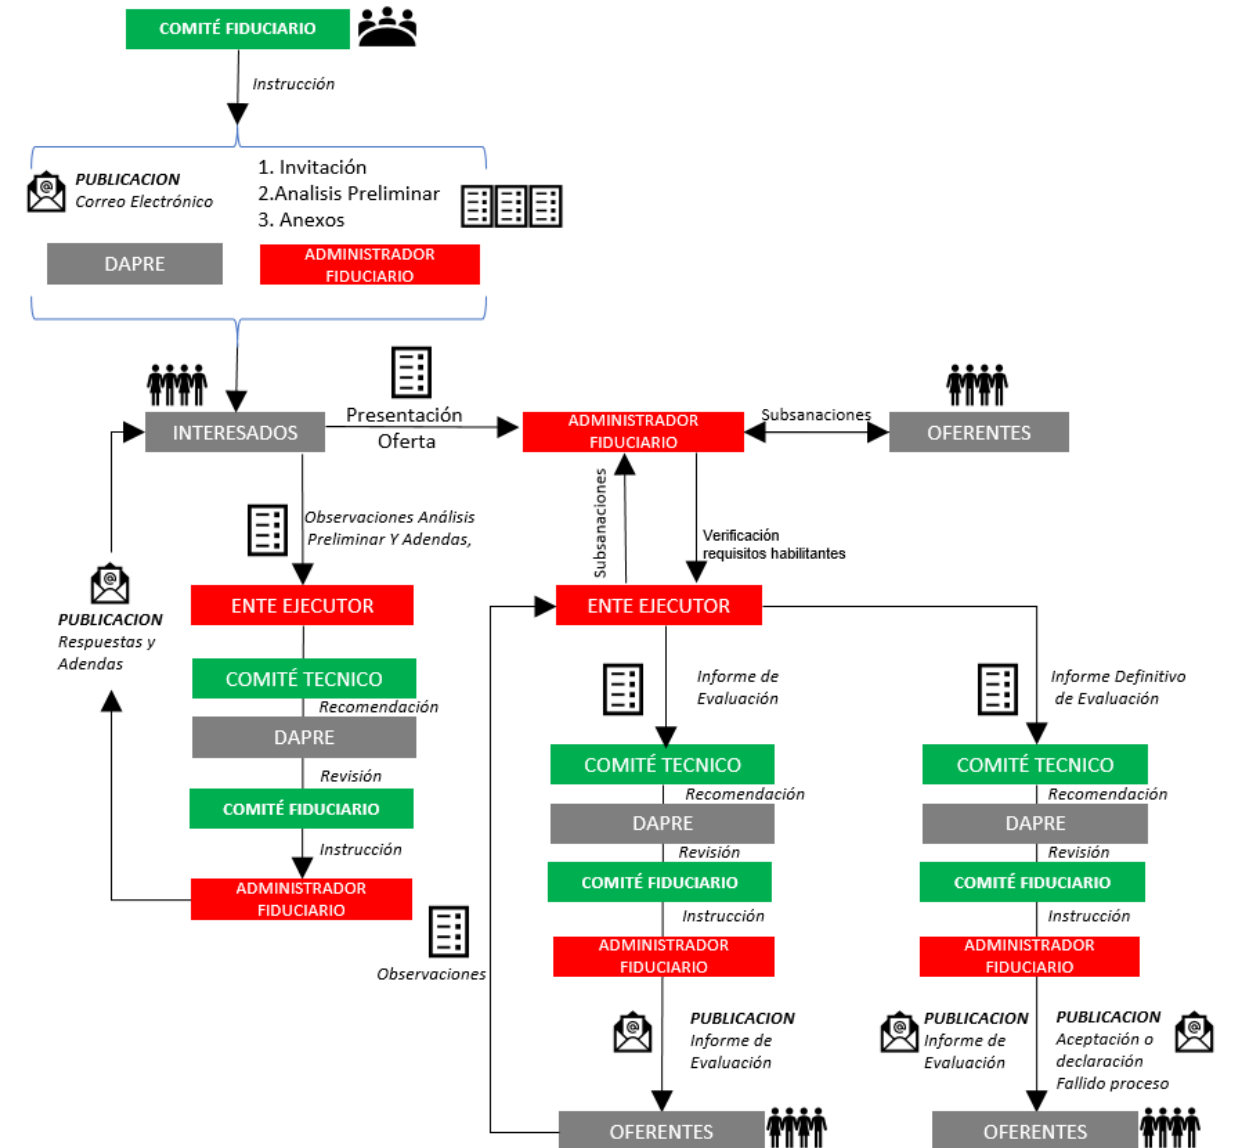 COMITÉ FIDUCIARIO
Instrucción
PUBLICACION
Correo Electrónico
1. Invitación
2.Analisis Preliminar
3. Anexos
DAPRE
ADMINISTRADOR
FIDUCIARIO
INTERESADOS
Presentación
Oferta
ADMINISTRADOR
FIDUCIARIO
Subsanaciones
OFERENTES
Observaciones Análisis
Preliminar Y Adendas,
Subsanaciones
Verificación
requisitos habilitantes
PUBLICACION
Respuestas y
Adendas
ENTE EJECUTOR
COMITÉ TECNICO
Recomendación
DAPRE
Revisión
COMITÉ FIDUCIARIO
Instrucción
ADMINISTRADOR
FIDUCIARIO
Observaciones
ENTE EJECUTOR
Informe de
Evaluación
COMITÉ TECNICO
Recomendación
DAPRE
Revisión
COMITÉ FIDUCIARIO
Instrucción
ADMINISTRADOR
FIDUCIARIO
PUBLICACION
Informe de
Evaluación
OFERENTES
Informe Definitivo
de Evaluación
COMITÉ TECNICO
Recomendación
DAPRE
Revisión
COMITÉ FIDUCIARIO
Instrucción
ADMINISTRADOR
FIDUCIARIO
PUBLICACION
Informe de
Evaluación
PUBLICACION
Aceptación o
declaración
Fallido proceso
OFERENTES